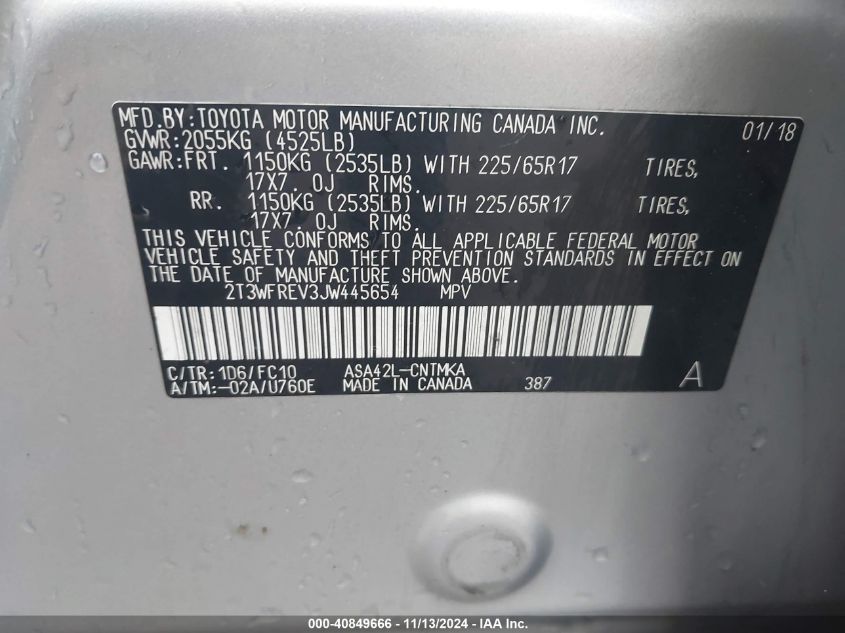 MFD.BY:TOYOTA MOTOR MANUFACTURING CANADA INC. 01/18
GVWR:2055KG (4525LB)
GAWR:FRT. 1150KG (2535LB) WITH 225/65R17 TIRES,
17X7. 0J RIMS.
RR. 1150KG (2535LB) WITH 225/65R17 TIRES,
17X7. 0J RIMS.
THIS VEHICLE CONFORMS TO ALL APPLICABLE FEDERAL MOTOR
VEHICLE SAFETY AND THEFT PREVENTION STANDARDS IN EFFECT ON
THE DATE OF MANUFACTURE SHOWN ABOVE.
2T3WFREV3JW445654 MPV
C/TR:1D6/FC10 ASA42L-CNTMKA
A/TM:-02A/U760E MADE IN CANADA 387 A
000-40849666 - 11/13/2024 - IAA Inc.